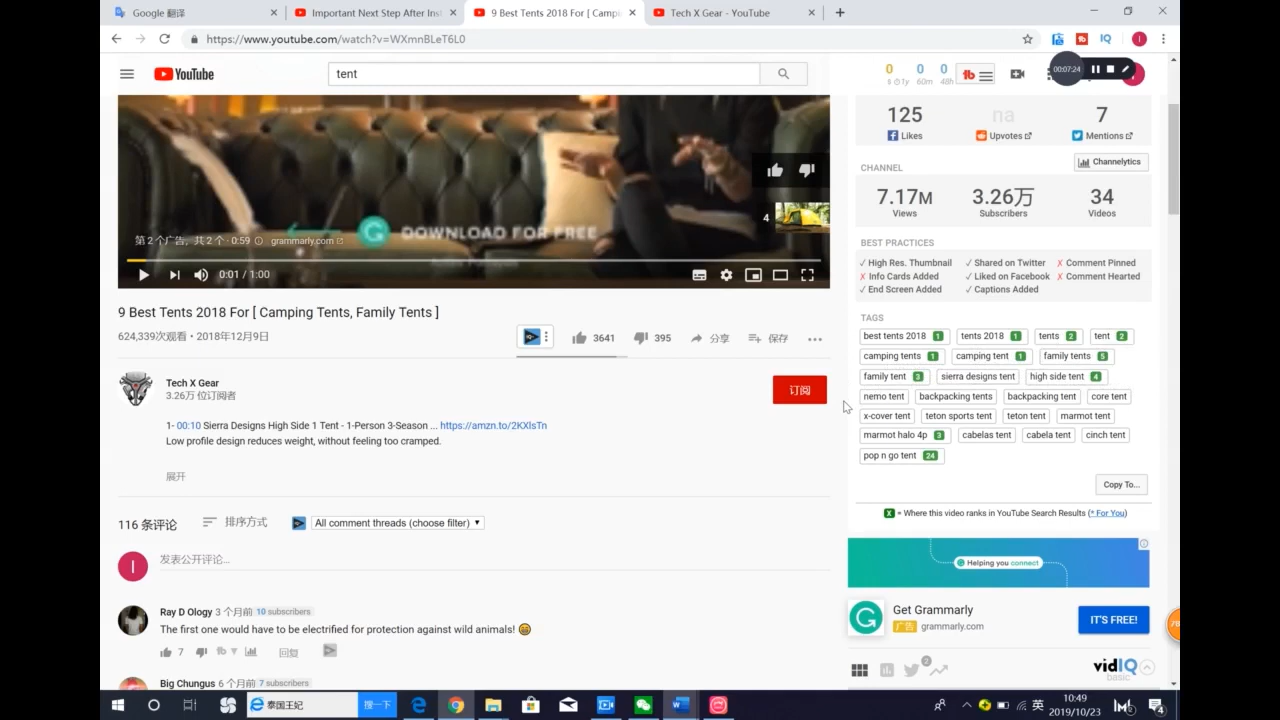 Google 翻译
Important Next Step After Inst
9 Best Tents 2018 For [ Campi
Tech X Gear - YouTube
https://www.youtube.com/watch?v=WXmnBLeT6L0
IQ
I
YouTube
tent
0 0 0
1y 60m 48h
tb
00:07:24
125 na 7
Likes Upvotes Mentions
CHANNEL
Channelytics
7.17M 3.26万 34
Views Subscribers Videos
BEST PRACTICES
✓ High Res. Thumbnail ✓ Shared on Twitter ✗ Comment Pinned
✗ Info Cards Added ✓ Liked on Facebook ✗ Comment Hearted
✓ End Screen Added ✓ Captions Added
TAGS
best tents 2018 1 tents 2018 1 tents 2 tent 2
camping tents 1 camping tent 1 family tents 5
family tent 3 sierra designs tent high side tent 4
nemo tent backpacking tents backpacking tent core tent
x-cover tent teton sports tent teton tent marmot tent
marmot halo 4p 3 cabelas tent cabela tent cinch tent
pop n go tent 24
Copy To...
X = Where this video ranks in YouTube Search Results (* For You)
4
DOWNLOAD FOR FREE
第 2 个广告，共 2 个 · 0:59 grammarly.com
0:01 / 1:00
9 Best Tents 2018 For [ Camping Tents, Family Tents ]
624,339次观看 • 2018年12月9日
3641 395 分享 保存
Tech X Gear
3.26万 位订阅者
订阅
1- 00:10 Sierra Designs High Side 1 Tent - 1-Person 3-Season ... https://amzn.to/2KXlsTn
Low profile design reduces weight, without feeling too cramped.
展开
116 条评论 排序方式 All comment threads (choose filter)
I 发表公开评论...
Ray D Ology 3 个月前 10 subscribers
The first one would have to be electrified for protection against wild animals! 😁
7 tb 回复
Big Chungus 6 个月前 7 subscribers
Helping you connect
Get Grammarly
广告 grammarly.com
IT'S FREE!
2
vidIQ
basic
泰国王妃 搜一下
英
10:49
2019/10/23
4